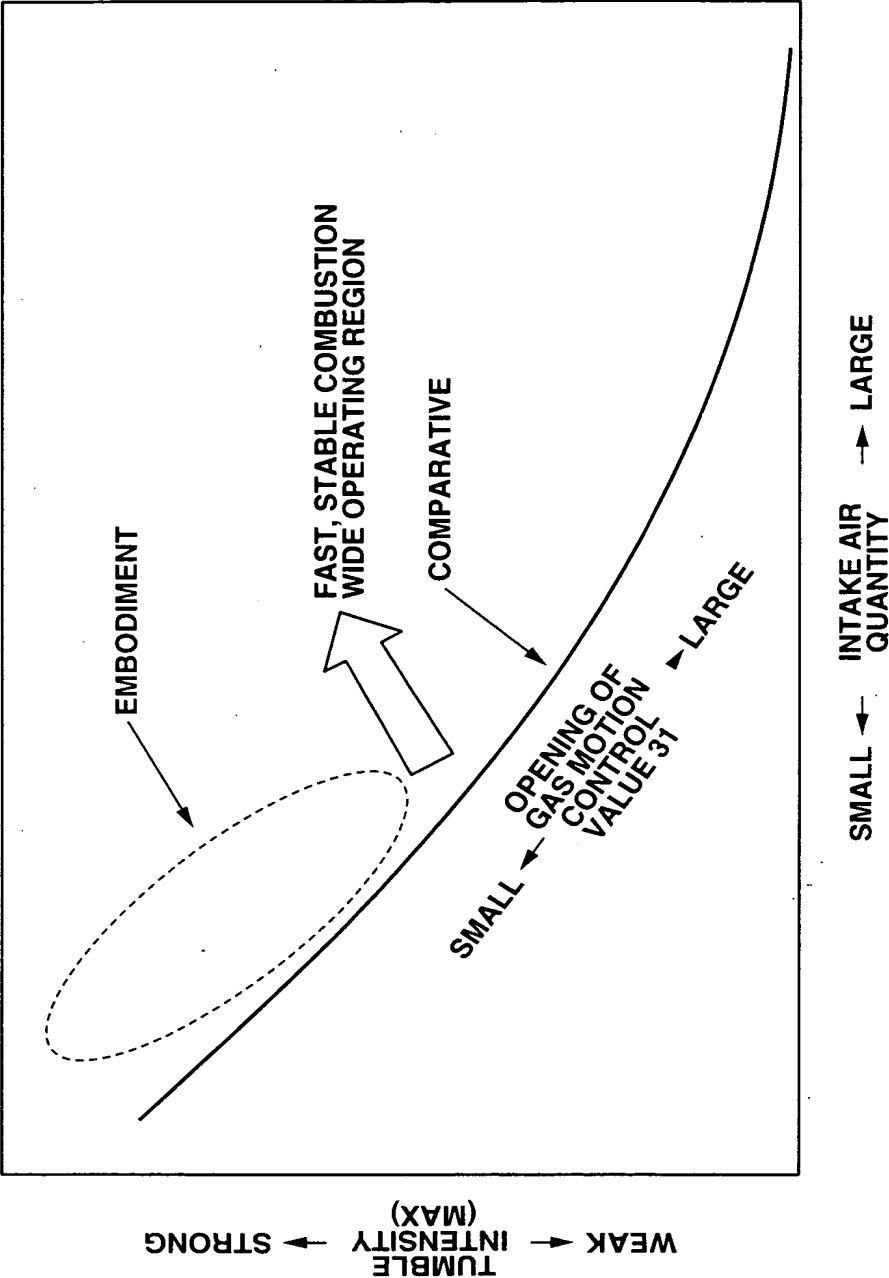 EMBODIMENT
FAST, STABLE COMBUSTION
WIDE OPERATING REGION
COMPARATIVE
OPENING OF
GAS MOTION
CONTROL
VALUE 31
SMALL ← → LARGE
WEAK ← TUMBLE → STRONG
INTENSITY
(MAX)
SMALL ← INTAKE AIR → LARGE
QUANTITY